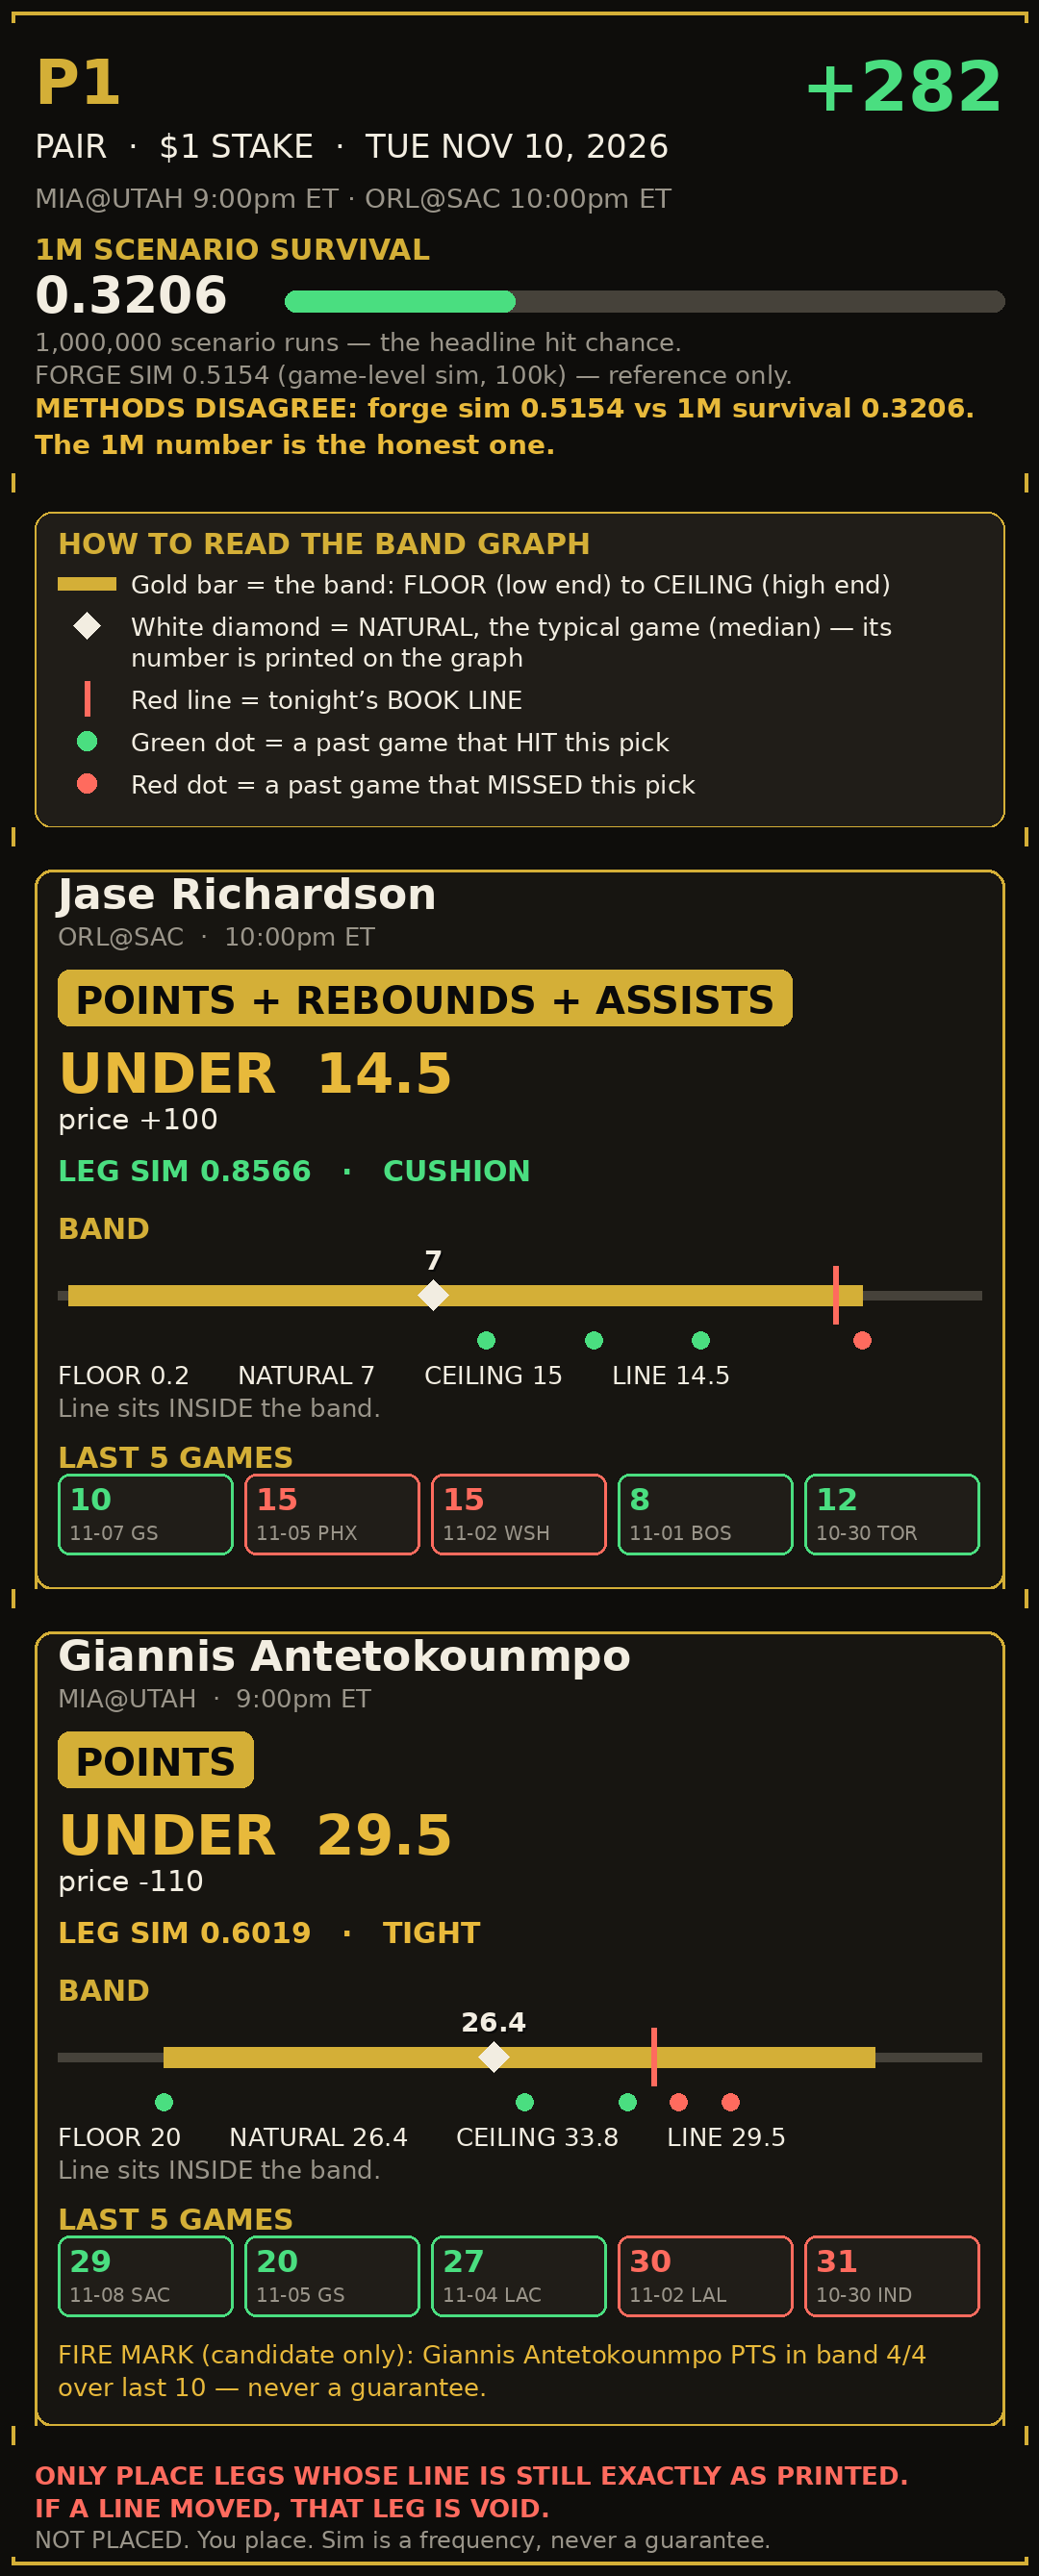 P1
+282
PAIR · $1 STAKE · TUE NOV 10, 2026
MIA@UTAH 9:00pm ET · ORL@SAC 10:00pm ET
1M SCENARIO SURVIVAL
0.3206
1,000,000 scenario runs — the headline hit chance.
FORGE SIM 0.5154 (game-level sim, 100k) — reference only.
METHODS DISAGREE: forge sim 0.5154 vs 1M survival 0.3206.
The 1M number is the honest one.
HOW TO READ THE BAND GRAPH
Gold bar = the band: FLOOR (low end) to CEILING (high end)
White diamond = NATURAL, the typical game (median) — its
number is printed on the graph
Red line = tonight’s BOOK LINE
Green dot = a past game that HIT this pick
Red dot = a past game that MISSED this pick
Jase Richardson
ORL@SAC · 10:00pm ET
POINTS + REBOUNDS + ASSISTS
UNDER 14.5
price +100
LEG SIM 0.8566 · CUSHION
BAND
7
FLOOR 0.2 NATURAL 7 CEILING 15 LINE 14.5
Line sits INSIDE the band.
LAST 5 GAMES
10 15 15 8 12
11-07 GS 11-05 PHX 11-02 WSH 11-01 BOS 10-30 TOR
Giannis Antetokounmpo
MIA@UTAH · 9:00pm ET
POINTS
UNDER 29.5
price -110
LEG SIM 0.6019 · TIGHT
BAND
26.4
FLOOR 20 NATURAL 26.4 CEILING 33.8 LINE 29.5
Line sits INSIDE the band.
LAST 5 GAMES
29 20 27 30 31
11-08 SAC 11-05 GS 11-04 LAC 11-02 LAL 10-30 IND
FIRE MARK (candidate only): Giannis Antetokounmpo PTS in band 4/4
over last 10 — never a guarantee.
ONLY PLACE LEGS WHOSE LINE IS STILL EXACTLY AS PRINTED.
IF A LINE MOVED, THAT LEG IS VOID.
NOT PLACED. You place. Sim is a frequency, never a guarantee.